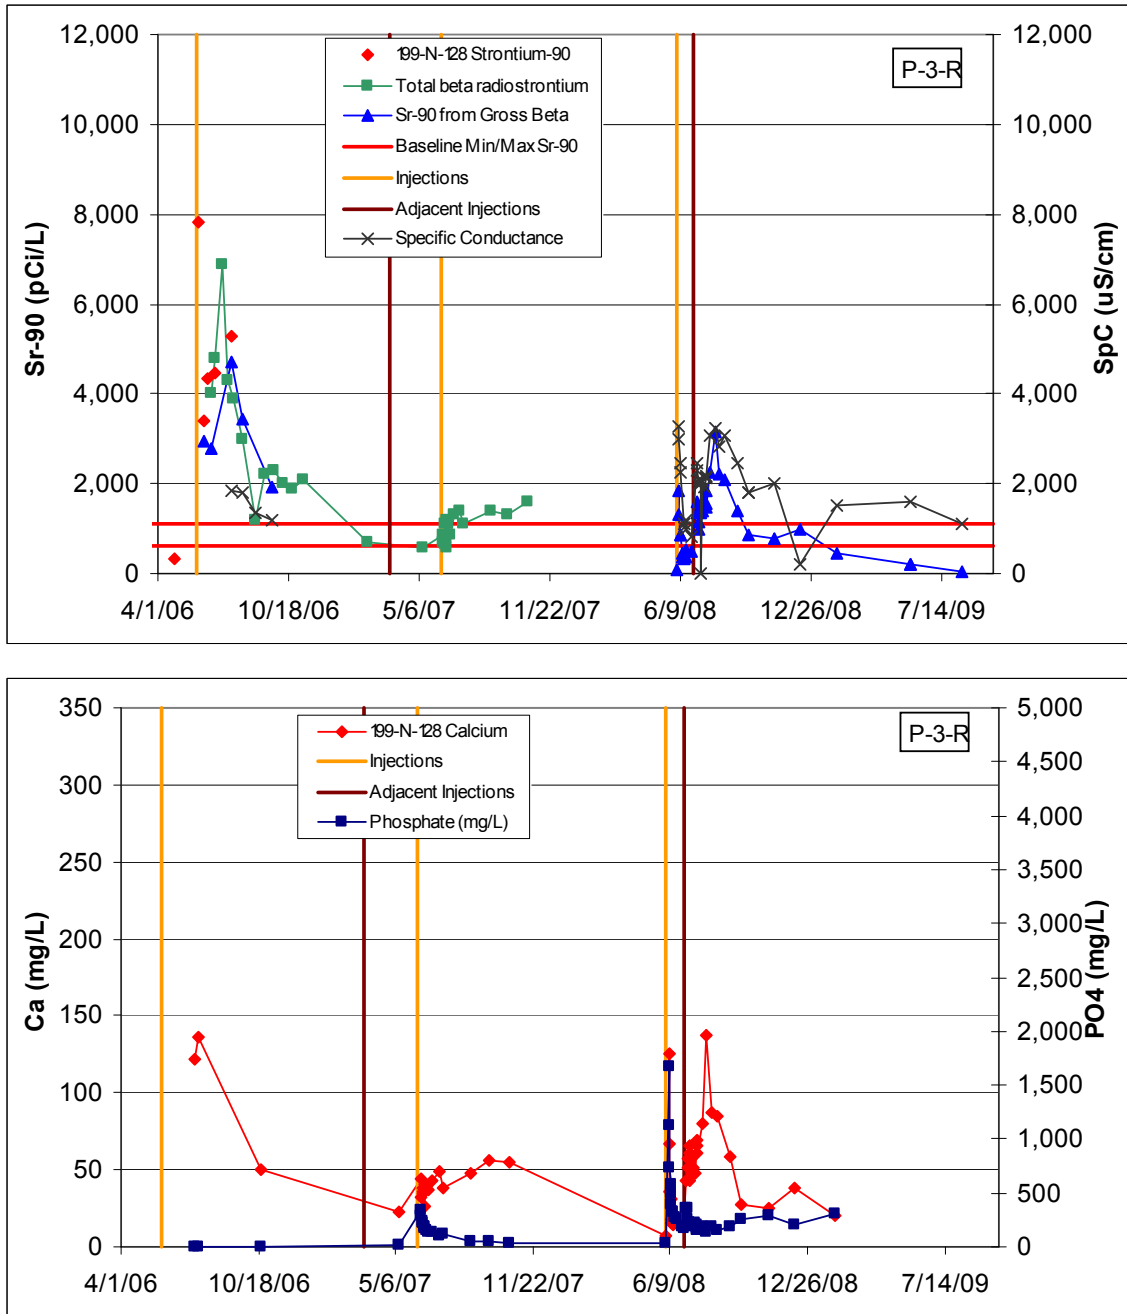 12,000
10,000
8,000
6,000
4,000
2,000
0
Sr-90 (pCi/L)
199-N-128 Strontium-90
Total beta radiostrontium
Sr-90 from Gross Beta
Baseline Min/Max Sr-90
Injections
Adjacent Injections
Specific Conductance
P-3-R
12,000
10,000
8,000
6,000
4,000
2,000
0
SpC (uS/cm)
4/1/06 10/18/06 5/6/07 11/22/07 6/9/08 12/26/08 7/14/09
350
300
250
200
150
100
50
0
Ca (mg/L)
199-N-128 Calcium
Injections
Adjacent Injections
Phosphate (mg/L)
P-3-R
5,000
4,500
4,000
3,500
3,000
2,500
2,000
1,500
1,000
500
0
PO4 (mg/L)
4/1/06 10/18/06 5/6/07 11/22/07 6/9/08 12/26/08 7/14/09